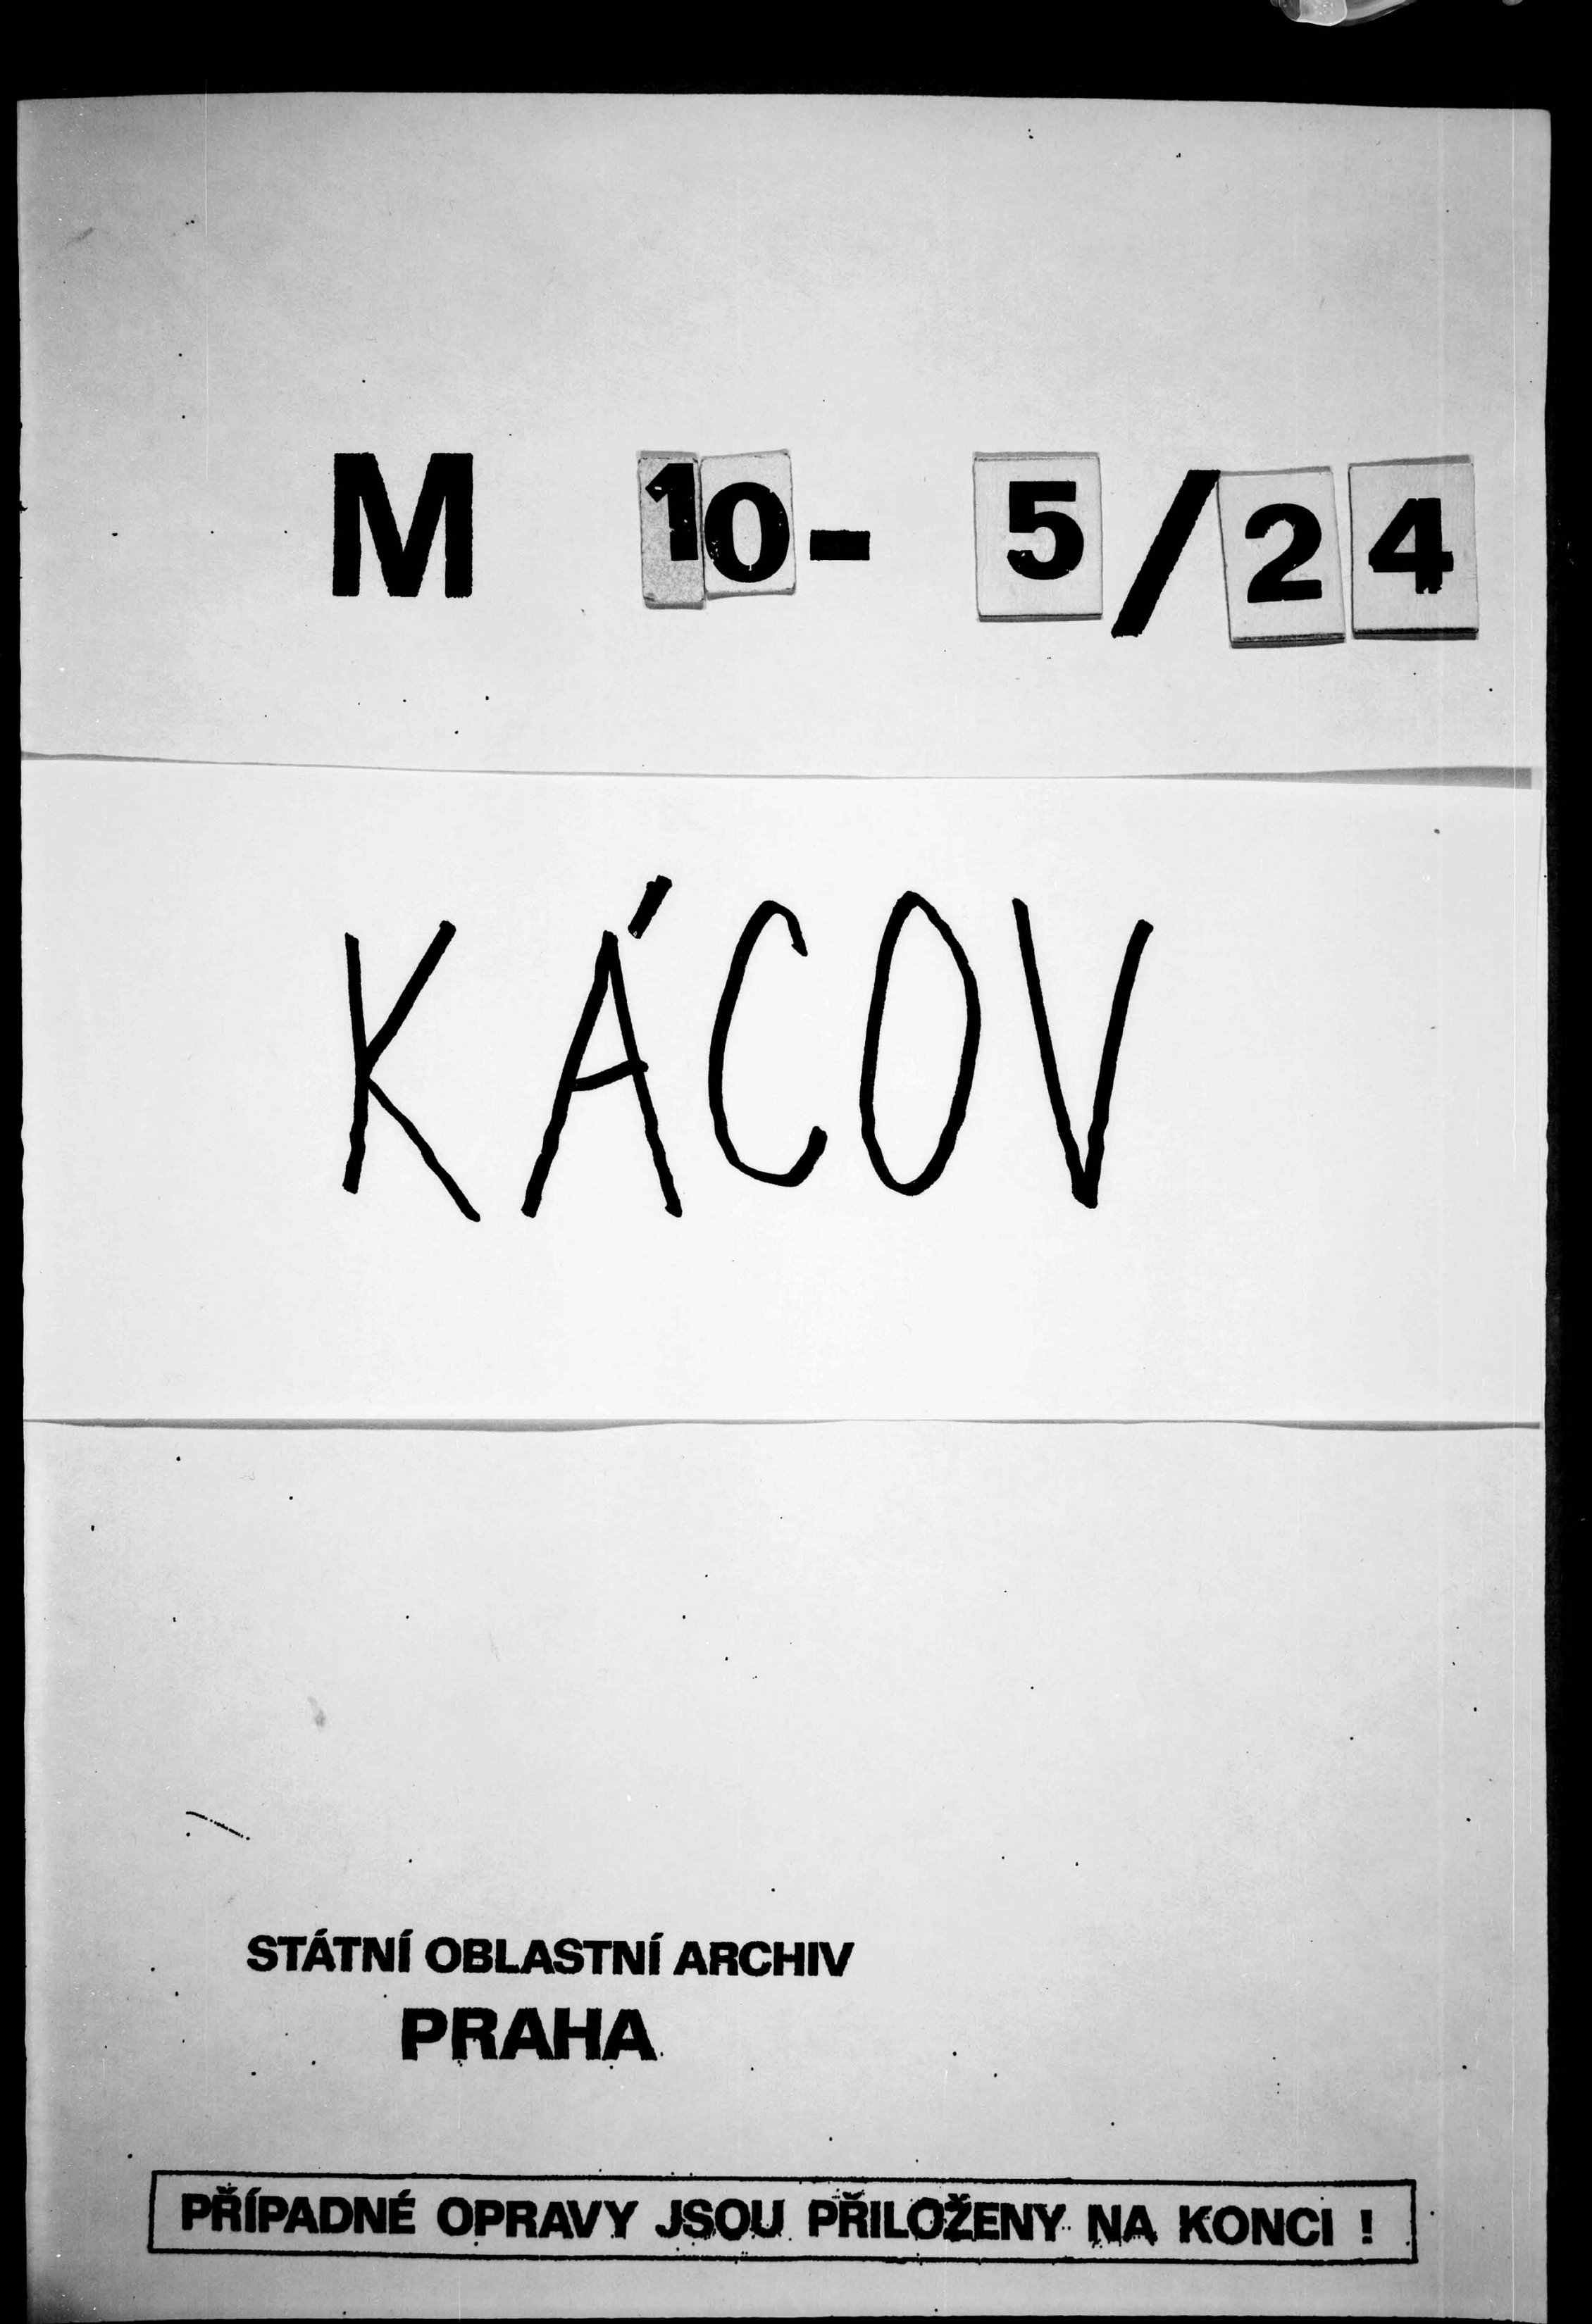 M 10- 5/24
KÁCOV
STÁTNÍ OBLASTNÍ ARCHIV
PRAHA
PŘÍPADNÉ OPRAVY JSOU PŘILOŽENY NA KONCI !